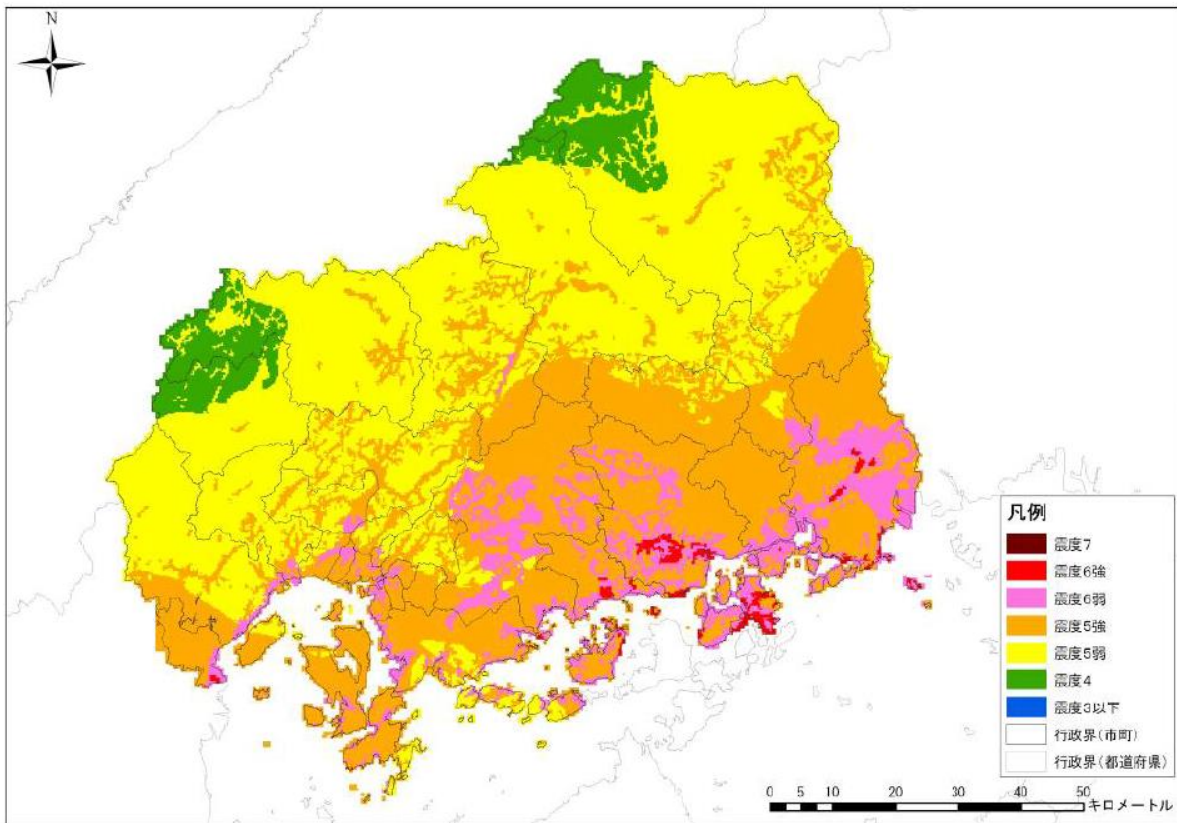 N
凡例
震度7
震度6強
震度6弱
震度5強
震度5弱
震度4
震度3以下
行政界(市町)
行政界(都道府県)
0 5 10 20 30 40 50
キロメートル